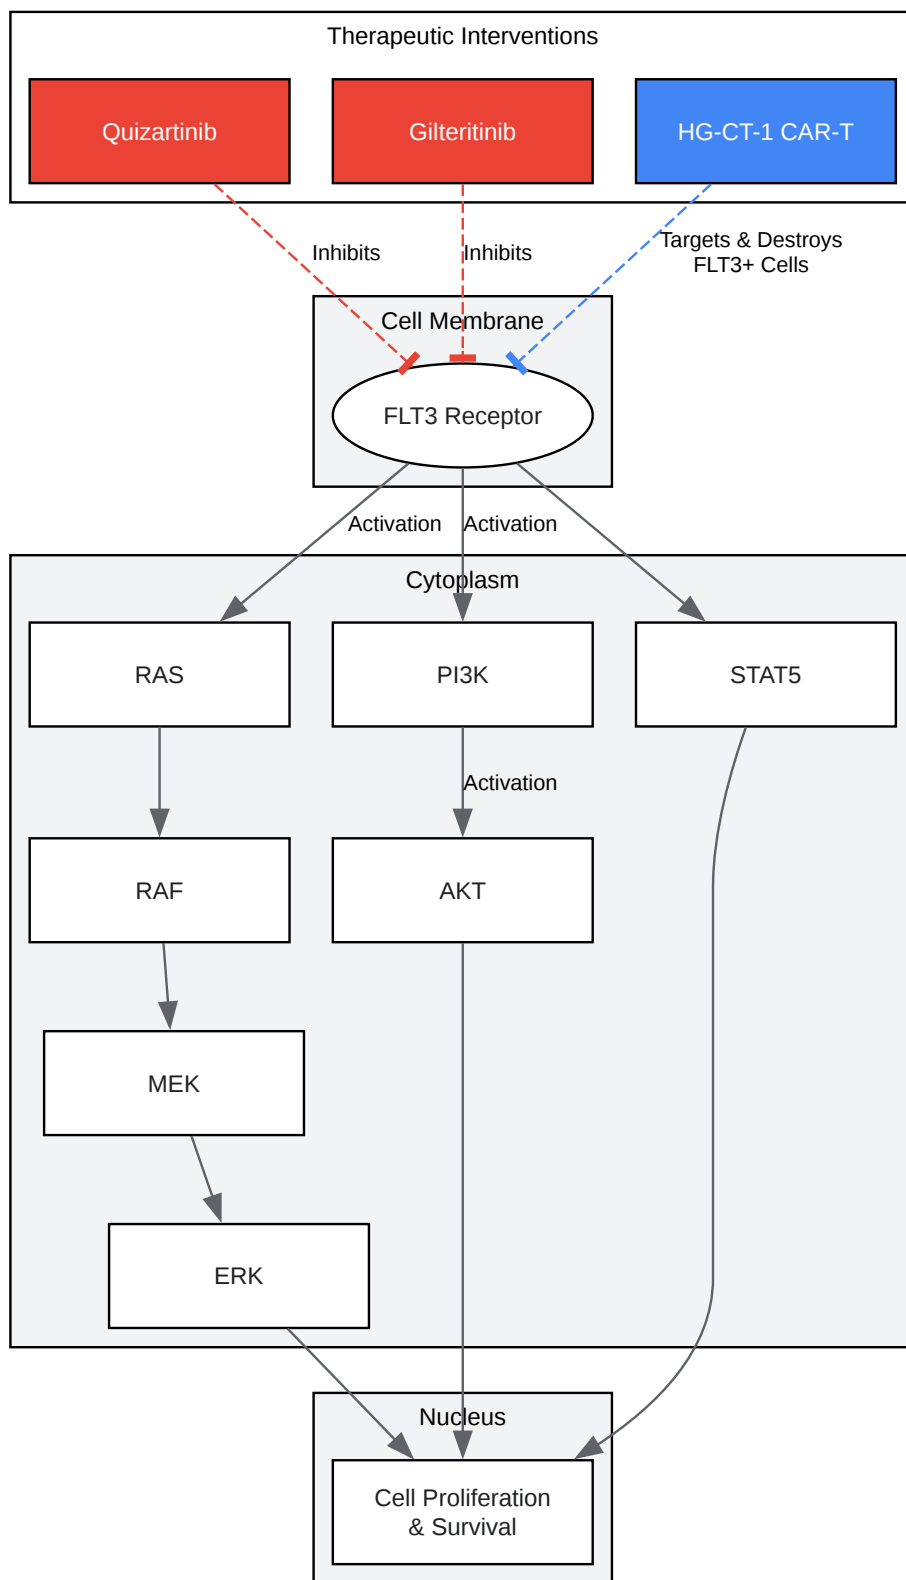 Therapeutic Interventions
Quizartinib
Gilteritinib
HG-CT-1 CAR-T
Inhibits
Inhibits
Targets & Destroys
FLT3+ Cells
Cell Membrane
FLT3 Receptor
Activation
Activation
Cytoplasm
RAS
PI3K
STAT5
Activation
RAF
AKT
MEK
ERK
Nucleus
Cell Proliferation
& Survival